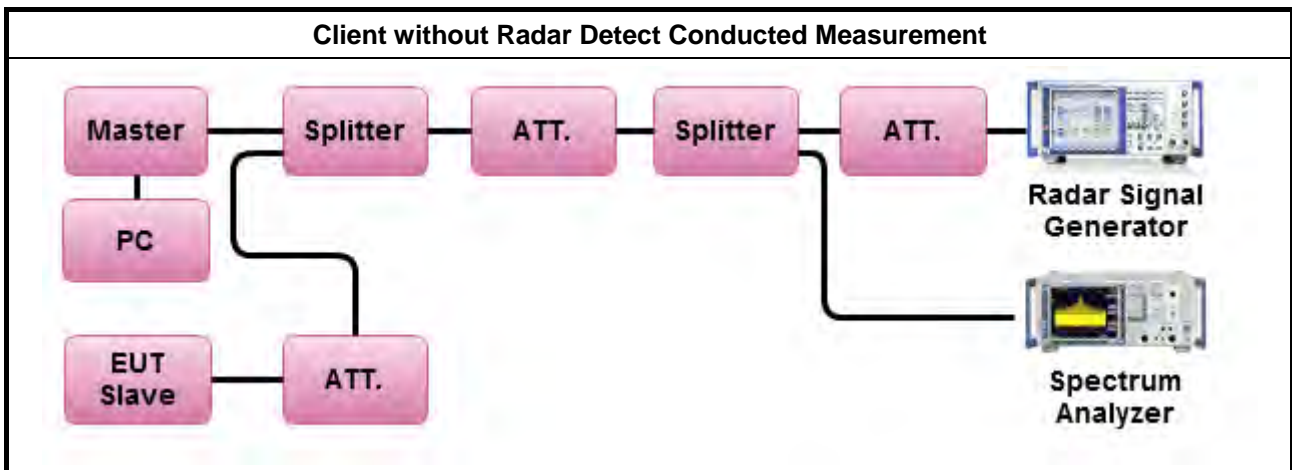 Client without Radar Detect Conducted Measurement
Master
Splitter
ATT.
Splitter
ATT.
Radar Signal
Generator
PC
EUT
Slave
ATT.
Spectrum
Analyzer